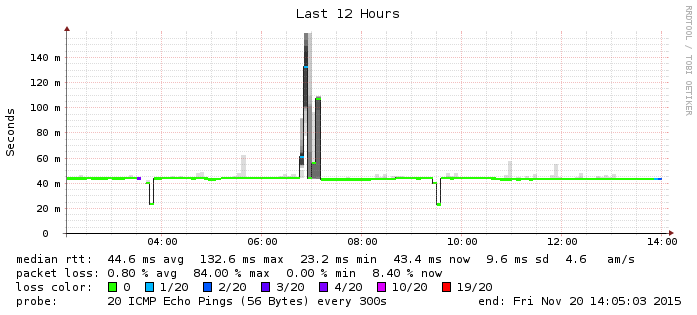 Last 12 Hours
RRDTOOL / TOBI OETIKER
Seconds
140 m
120 m
100 m
80 m
60 m
40 m
20 m
0
04:00 06:00 08:00 10:00 12:00 14:00
median rtt: 44.6 ms avg 132.6 ms max 23.2 ms min 43.4 ms now 9.6 ms sd 4.6 am/s
packet loss: 0.80 % avg 84.00 % max 0.00 % min 8.40 % now
loss color: 0 1/20 2/20 3/20 4/20 10/20 19/20
probe: 20 ICMP Echo Pings (56 Bytes) every 300s end: Fri Nov 20 14:05:03 2015